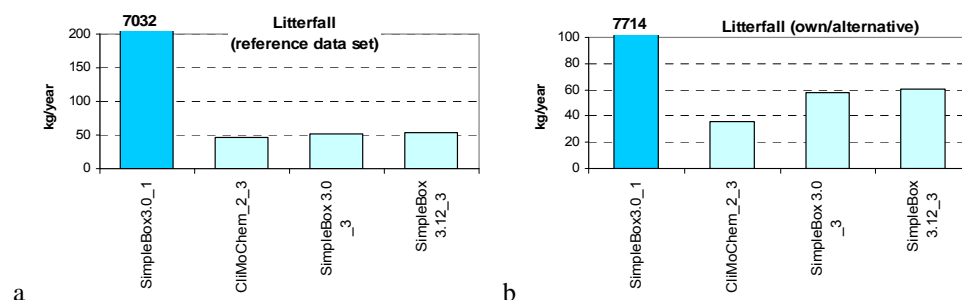 7032
Litterfall
(reference data set)
200
150
100
50
0
kg/year
SimpleBox3.0_1
CliMoChem_2_3
SimpleBox 3.0
_3
SimpleBox
3.12_3
a
7714
Litterfall (own/alternative)
100
80
60
40
20
0
kg/year
SimpleBox3.0_1
CliMoChem_2_3
SimpleBox 3.0
_3
SimpleBox
3.12_3
b